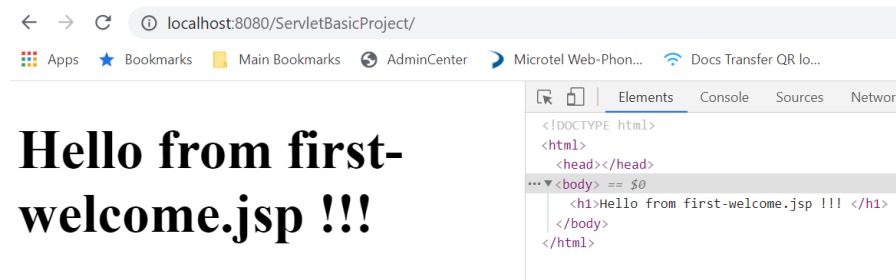 localhost:8080/ServletBasicProject/
Apps Bookmarks Main Bookmarks AdminCenter Microtel Web-Phon... Docs Transfer QR lo...
Hello from first-
welcome.jsp !!!
Elements Console Sources Networ
<!DOCTYPE html>
<html>
<head></head>
<body> == $0
<h1>Hello from first-welcome.jsp !!! </h1>
</body>
</html>